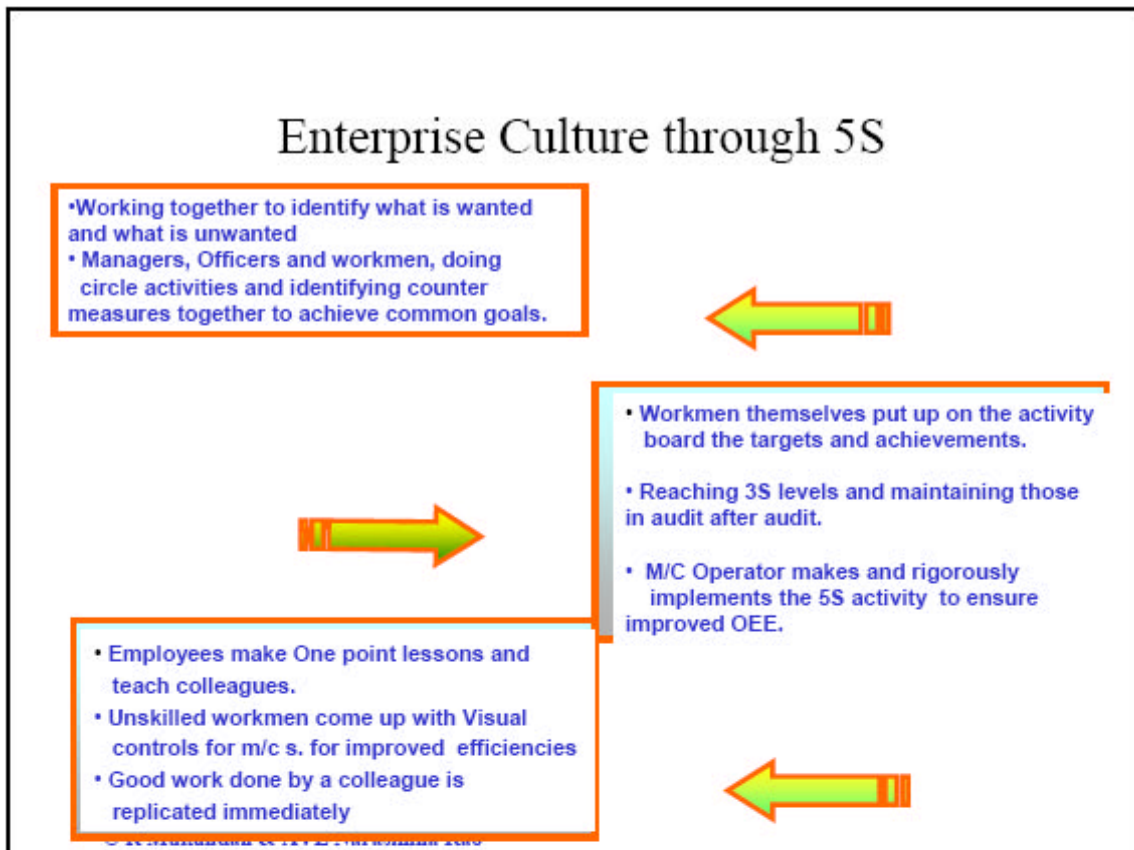 Enterprise Culture through 5S
•Working together to identify what is wanted
and what is unwanted
• Managers, Officers and workmen, doing
circle activities and identifying counter
measures together to achieve common goals.
• Workmen themselves put up on the activity
board the targets and achievements.
• Reaching 3S levels and maintaining those
in audit after audit.
• M/C Operator makes and rigorously
implements the 5S activity to ensure
improved OEE.
• Employees make One point lessons and
teach colleagues.
• Unskilled workmen come up with Visual
controls for m/c s. for improved efficiencies
• Good work done by a colleague is
replicated immediately